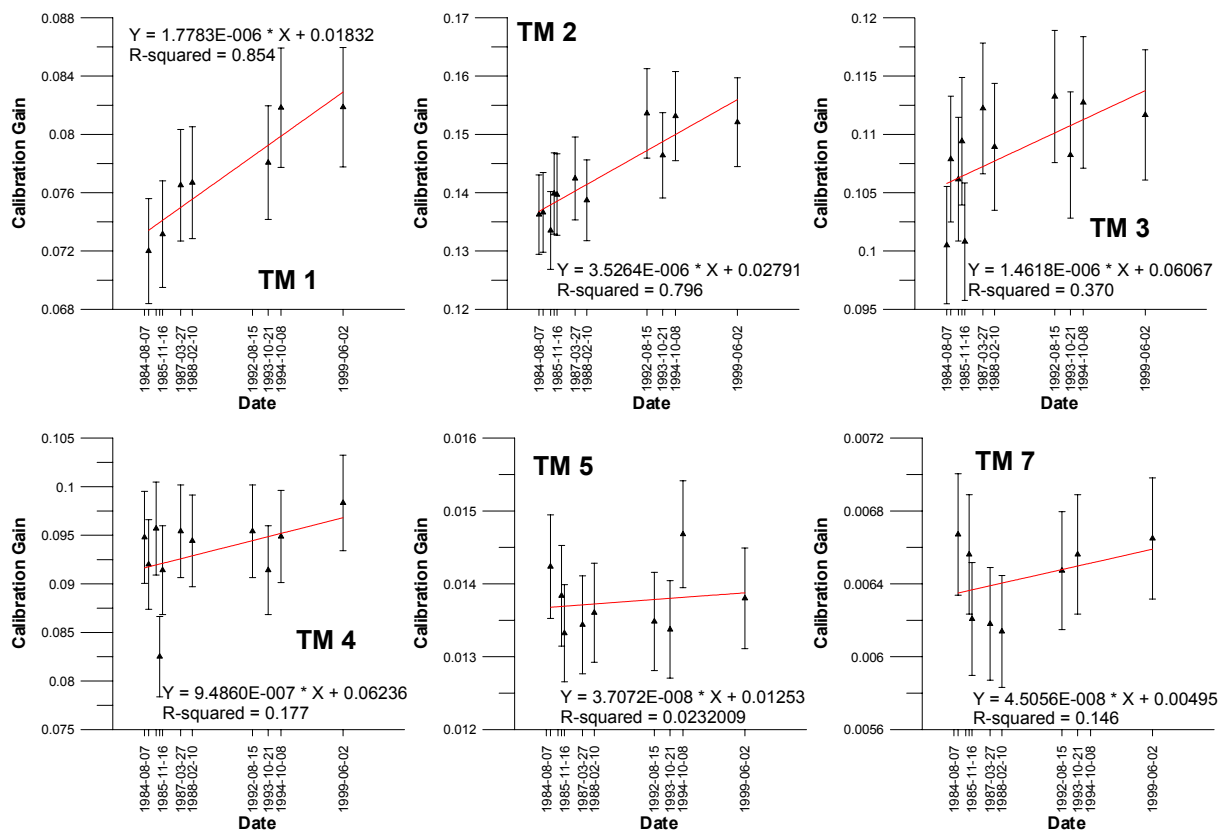 Y = 1.7783E-006 * X + 0.01832
R-squared = 0.854
TM 1
Calibration Gain
0.088
0.084
0.08
0.076
0.072
0.068
1984-08-07
1985-11-16
1987-03-27
1988-02-10
1992-08-15
1993-10-21
1994-10-08
1999-06-02
Date
TM 2
Y = 3.5264E-006 * X + 0.02791
R-squared = 0.796
Calibration Gain
0.17
0.16
0.15
0.14
0.13
0.12
1984-08-07
1985-11-16
1987-03-27
1988-02-10
1992-08-15
1993-10-21
1994-10-08
1999-06-02
Date
TM 3
Y = 1.4618E-006 * X + 0.06067
R-squared = 0.370
Calibration Gain
0.12
0.115
0.11
0.105
0.1
0.095
1984-08-07
1985-11-16
1987-03-27
1988-02-10
1992-08-15
1993-10-21
1994-10-08
1999-06-02
Date
TM 4
Y = 9.4860E-007 * X + 0.06236
R-squared = 0.177
Calibration Gain
0.105
0.1
0.095
0.09
0.085
0.08
0.075
1984-08-07
1985-11-16
1987-03-27
1988-02-10
1992-08-15
1993-10-21
1994-10-08
1999-06-02
Date
TM 5
Y = 3.7072E-008 * X + 0.01253
R-squared = 0.0232009
Calibration Gain
0.016
0.015
0.014
0.013
0.012
1984-08-07
1985-11-16
1987-03-27
1988-02-10
1992-08-15
1993-10-21
1994-10-08
1999-06-02
Date
TM 7
Y = 4.5056E-008 * X + 0.00495
R-squared = 0.146
Calibration Gain
0.0072
0.0068
0.0064
0.006
0.0056
1984-08-07
1985-11-16
1987-03-27
1988-02-10
1992-08-15
1993-10-21
1994-10-08
1999-06-02
Date